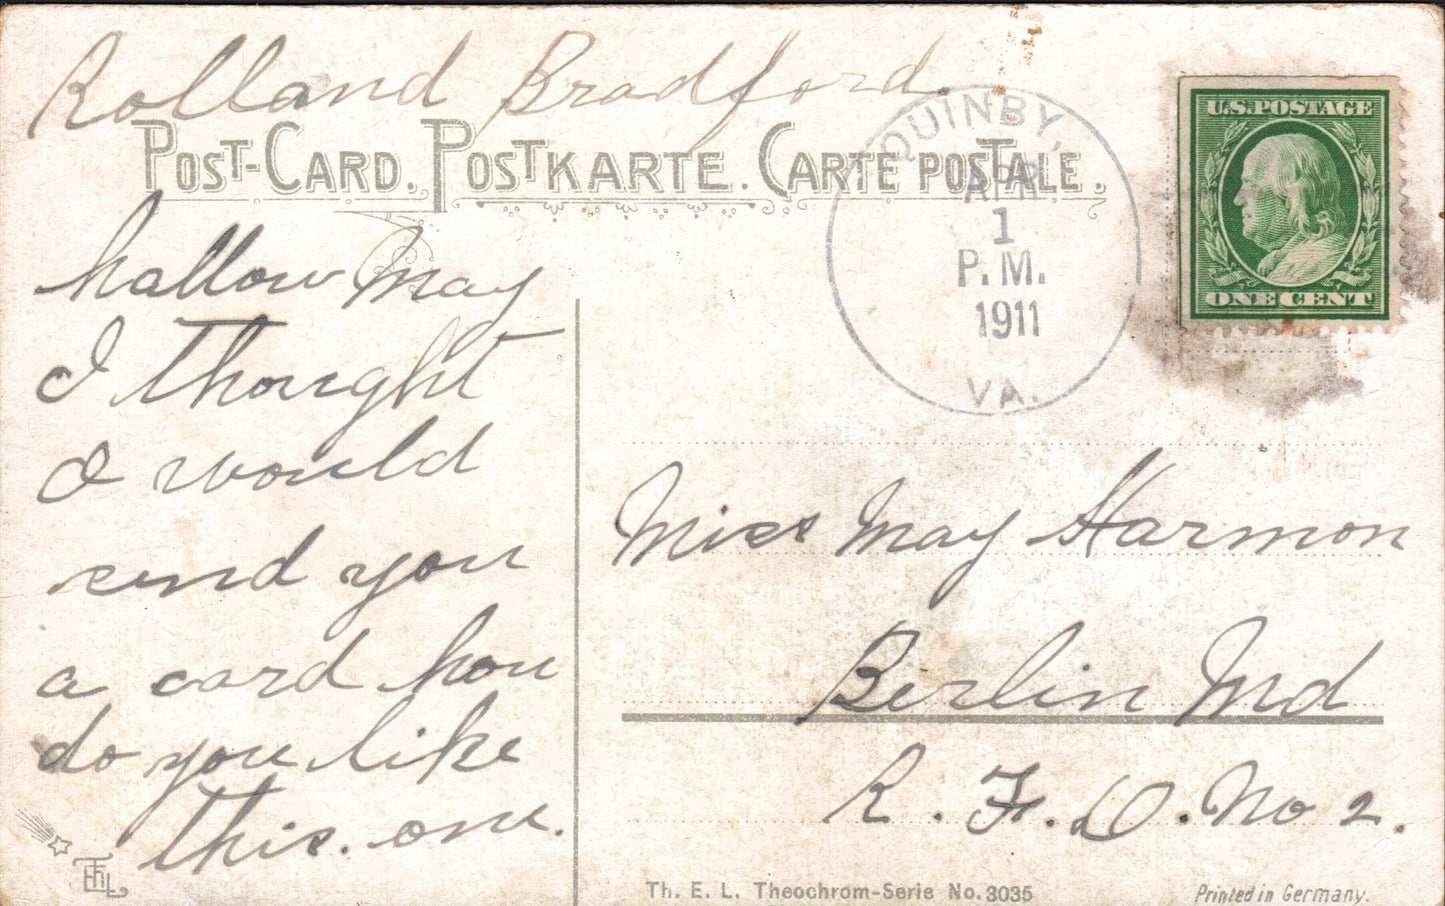 Rolland Bradford.
POST-CARD. POSTKARTE. CARTE POSTALE.
QUINBY,
APR
1
P.M.
1911
VA.
U.S.POSTAGE
ONE CENT
hallow May
I thought
I would
send you
a card hou
do you like
this. one.
Miss May Harmon
Berlin Md
R. F. D. No 2.
Th. E. L. Theochrom-Serie No. 3035
Printed in Germany.